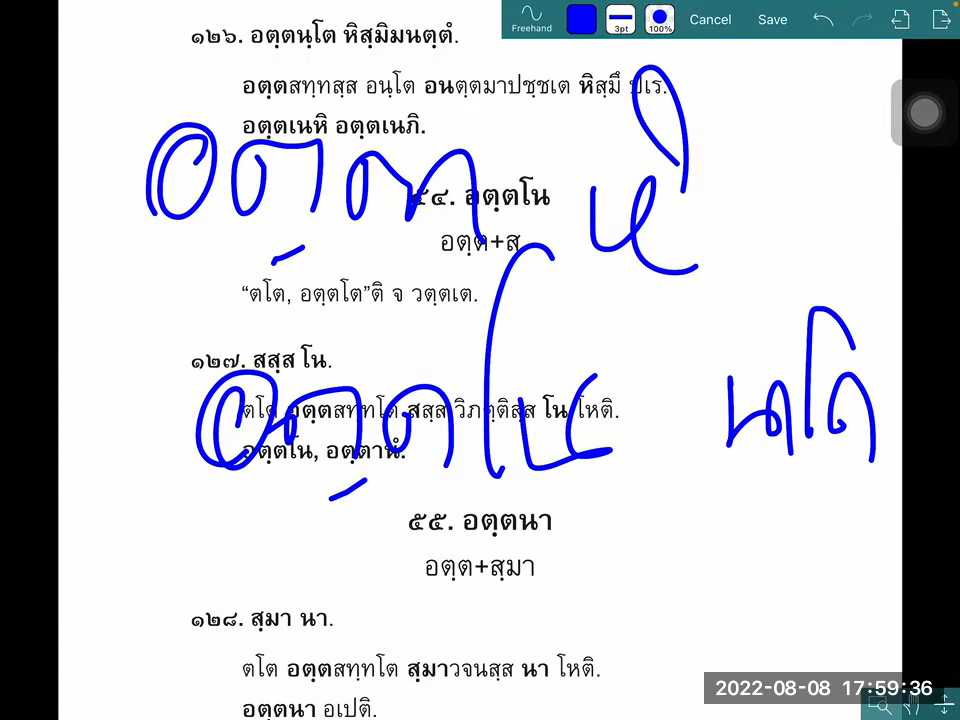 Freehand 3pt 100% Cancel Save
๑๒๖. อตฺตนฺโต หิสฺมิมนตฺตํ.
อตฺตสทฺทสฺส อนฺโต อนตฺตมาปชฺชเต หิสฺมึ ปเร.
อตฺตเนหิ อตฺตเนภิ.
๕๔. อตฺตโน
อตฺต+ส
“ตโต, อตฺตโต”ติ จ วตฺตเต.
๑๒๗. สสฺส โน.
ตโต อตฺตสทฺทโต สสฺส วิภตฺติสฺส โน โหติ.
อตฺตโน, อตฺตานํ.
๕๕. อตฺตนา
อตฺต+สฺมา
๑๒๘. สฺมา นา.
ตโต อตฺตสทฺทโต สฺมาวจนสฺส นา โหติ.
อตฺตนา อเปติ.
2022-08-08 17:59:36